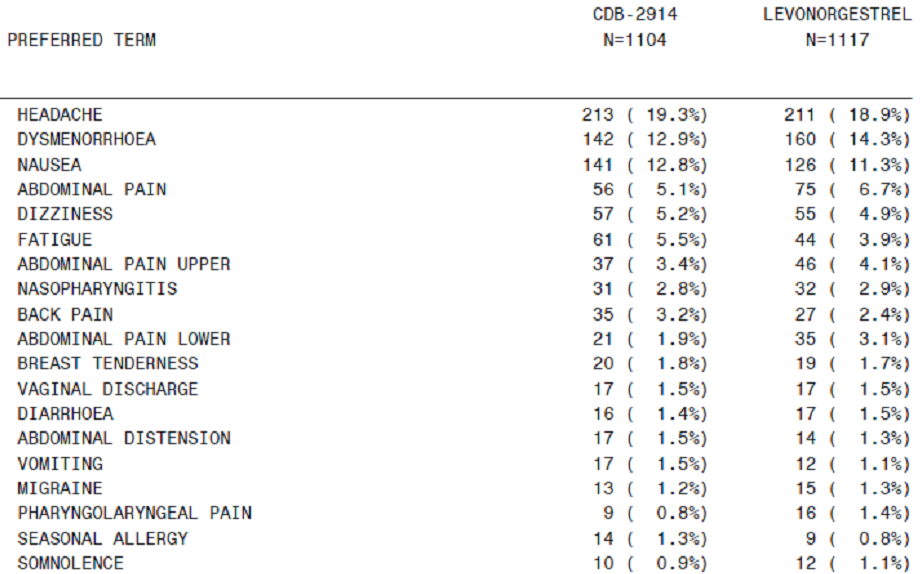 CDB-2914 LEVONORGESTREL
PREFERRED TERM N=1104 N=1117
HEADACHE 213 ( 19.3%) 211 ( 18.9%)
DYSMENORRHOEA 142 ( 12.9%) 160 ( 14.3%)
NAUSEA 141 ( 12.8%) 126 ( 11.3%)
ABDOMINAL PAIN 56 ( 5.1%) 75 ( 6.7%)
DIZZINESS 57 ( 5.2%) 55 ( 4.9%)
FATIGUE 61 ( 5.5%) 44 ( 3.9%)
ABDOMINAL PAIN UPPER 37 ( 3.4%) 46 ( 4.1%)
NASOPHARYNGITIS 31 ( 2.8%) 32 ( 2.9%)
BACK PAIN 35 ( 3.2%) 27 ( 2.4%)
ABDOMINAL PAIN LOWER 21 ( 1.9%) 35 ( 3.1%)
BREAST TENDERNESS 20 ( 1.8%) 19 ( 1.7%)
VAGINAL DISCHARGE 17 ( 1.5%) 17 ( 1.5%)
DIARRHOEA 16 ( 1.4%) 17 ( 1.5%)
ABDOMINAL DISTENSION 17 ( 1.5%) 14 ( 1.3%)
VOMITING 17 ( 1.5%) 12 ( 1.1%)
MIGRAINE 13 ( 1.2%) 15 ( 1.3%)
PHARYNGOLARYNGEAL PAIN 9 ( 0.8%) 16 ( 1.4%)
SEASONAL ALLERGY 14 ( 1.3%) 9 ( 0.8%)
SOMNOLENCE 10 ( 0.9%) 12 ( 1.1%)